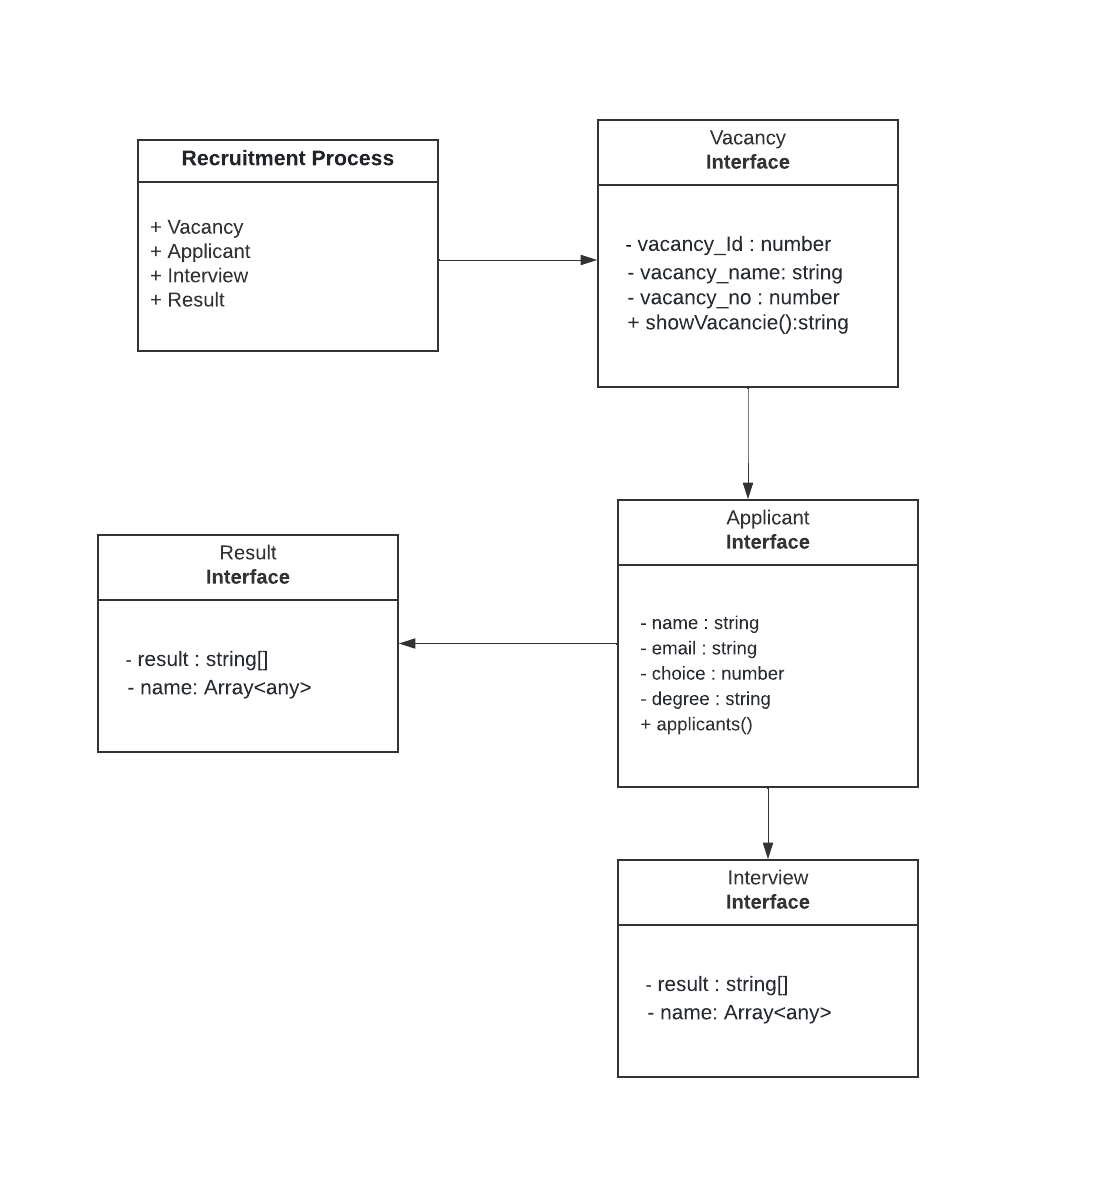 Recruitment Process
+ Vacancy
+ Applicant
+ Interview
+ Result
Vacancy
Interface
- vacancy_Id : number
- vacancy_name: string
- vacancy_no : number
+ showVacancie():string
Applicant
Interface
- name : string
- email : string
- choice : number
- degree : string
+ applicants()
Result
Interface
- result : string[]
- name: Array<any>
Interview
Interface
- result : string[]
- name: Array<any>